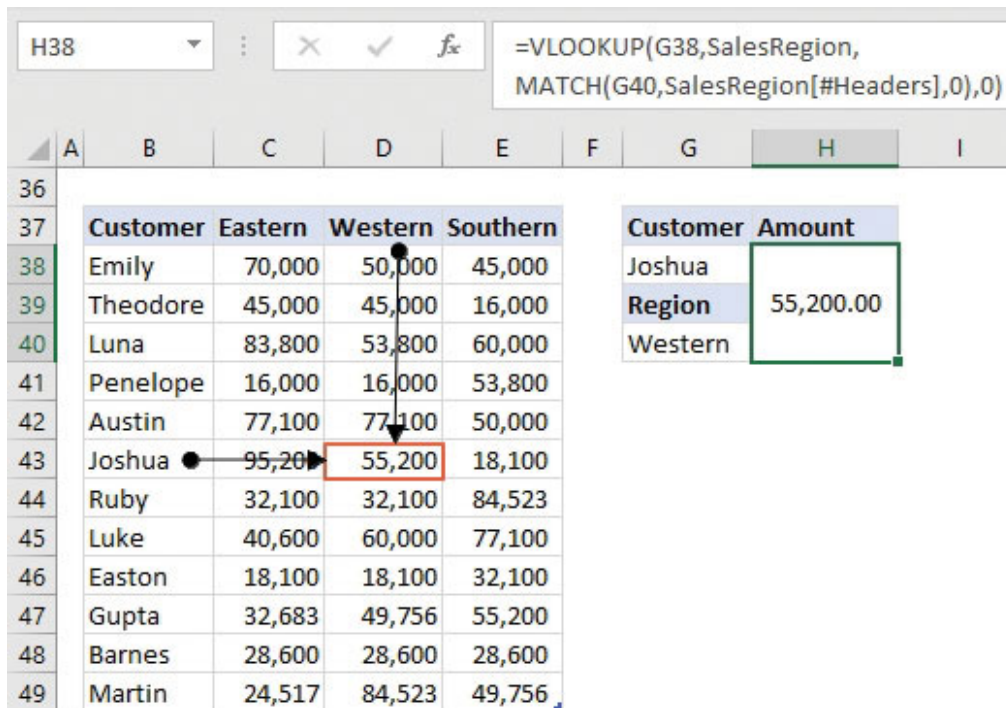 H38 fx =VLOOKUP(G38,SalesRegion,
MATCH(G40,SalesRegion[#Headers],0),0)
A B C D E F G H I
36
37 Customer Eastern Western Southern Customer Amount
38 Emily 70,000 50,000 45,000 Joshua
39 Theodore 45,000 45,000 16,000 Region 55,200.00
40 Luna 83,800 53,800 60,000 Western
41 Penelope 16,000 16,000 53,800
42 Austin 77,100 77,100 50,000
43 Joshua 95,200 55,200 18,100
44 Ruby 32,100 32,100 84,523
45 Luke 40,600 60,000 77,100
46 Easton 18,100 18,100 32,100
47 Gupta 32,683 49,756 55,200
48 Barnes 28,600 28,600 28,600
49 Martin 24,517 84,523 49,756